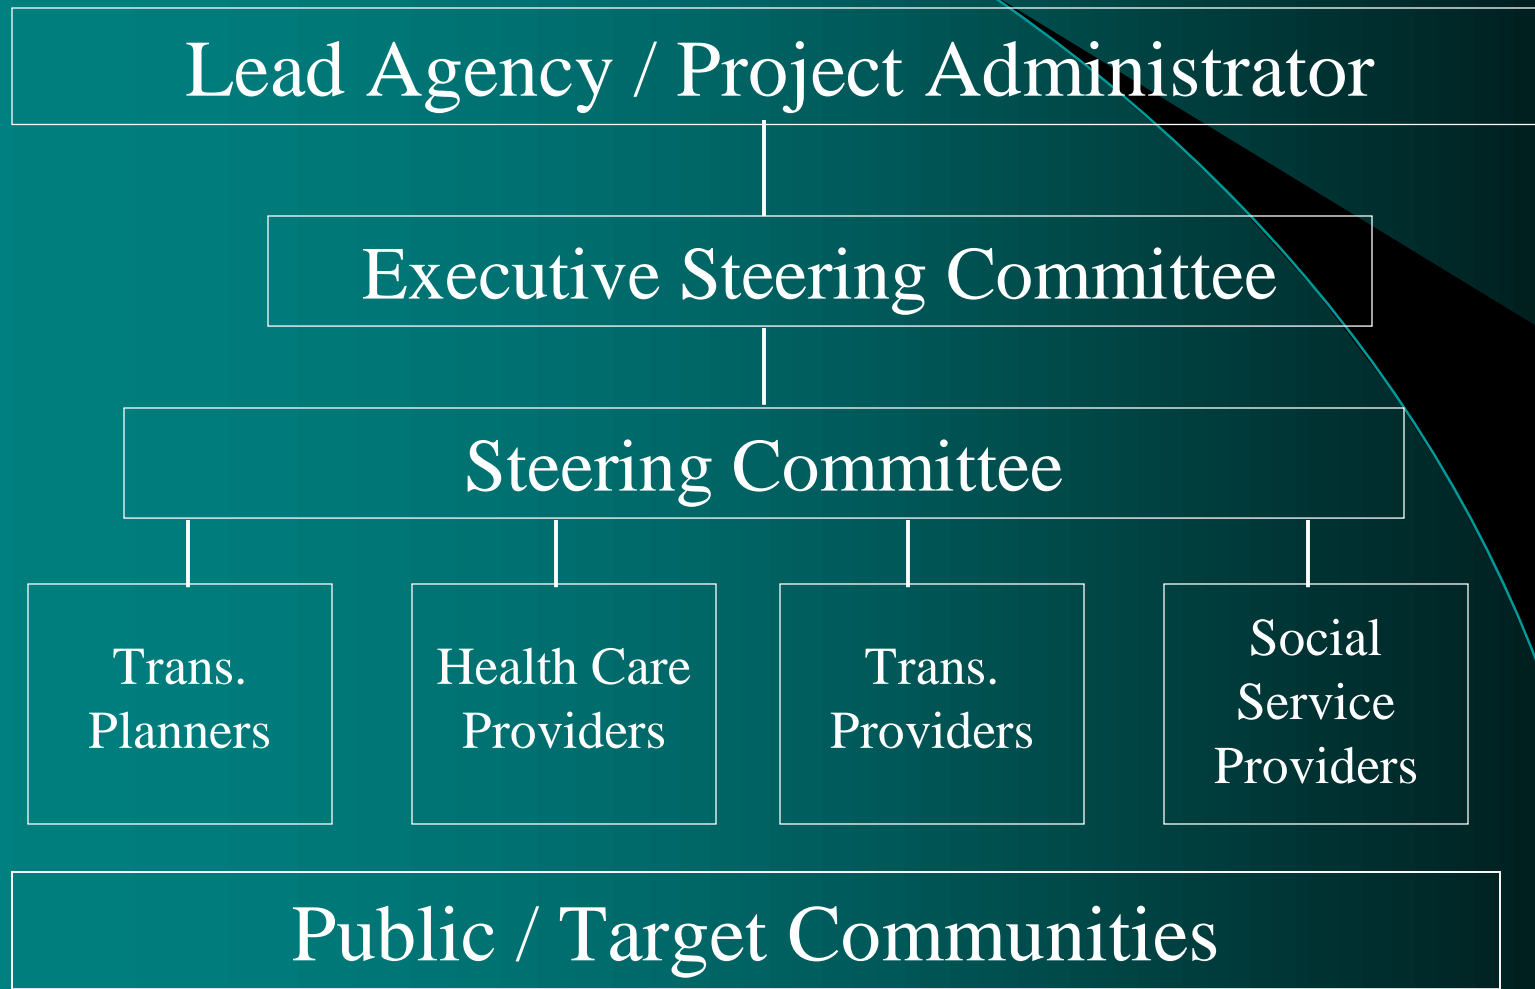 Lead Agency / Project Administrator
Executive Steering Committee
Steering Committee
Trans.
Planners
Health Care
Providers
Trans.
Providers
Social
Service
Providers
Public / Target Communities